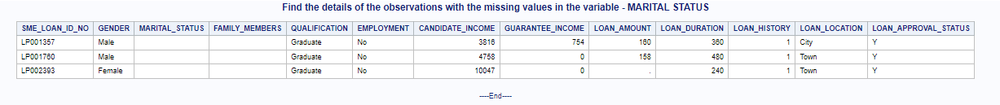 Find the details of the observations with the missing values in the variable - MARITAL STATUS
SME_LOAN_ID_NO GENDER MARITAL_STATUS FAMILY_MEMBERS QUALIFICATION EMPLOYMENT CANDIDATE_INCOME GUARANTEE_INCOME LOAN_AMOUNT LOAN_DURATION LOAN_HISTORY LOAN_LOCATION LOAN_APPROVAL_STATUS
LP001357 Male Graduate No 3816 754 160 360 1 City Y
LP001760 Male Graduate No 4758 0 158 480 1 Town Y
LP002393 Female Graduate No 10047 0 . 240 1 Town Y
----End----